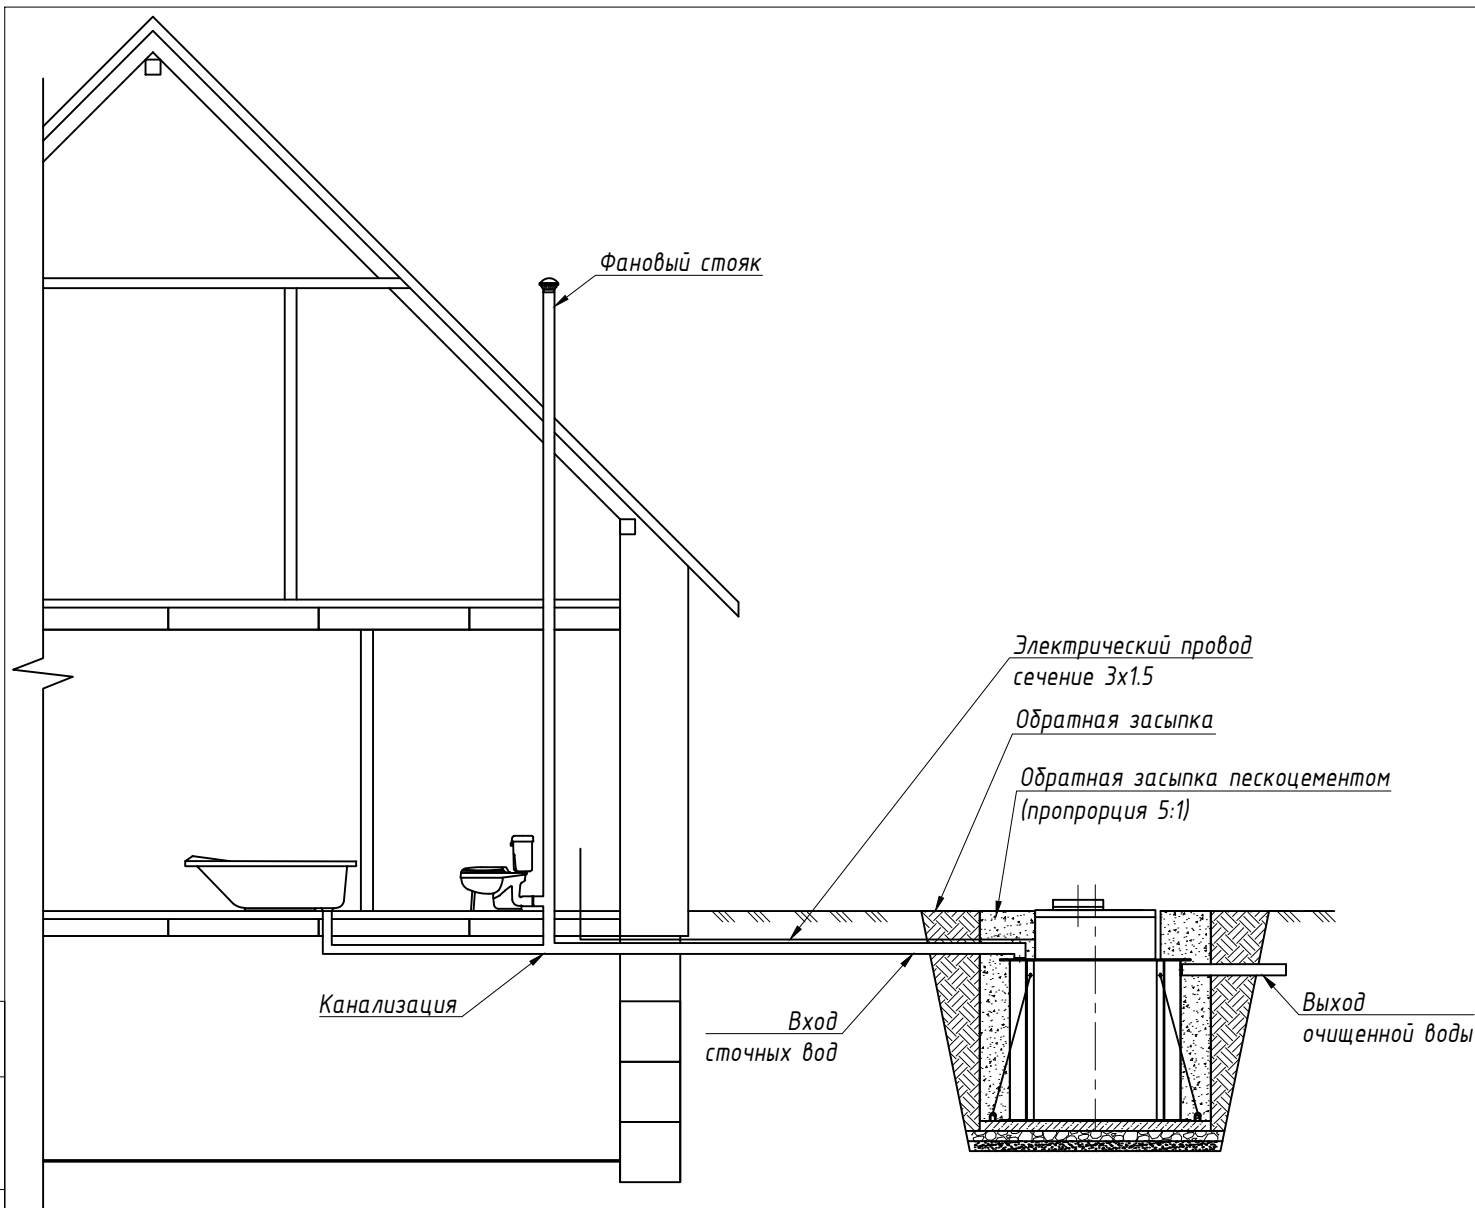 Фановый стояк
Электрический провод
сечение 3х1.5
Обратная засыпка
Обратная засыпка пескоцементом
(пропрорция 5:1)
Канализация
Вход
сточных вод
Выход
очищенной воды